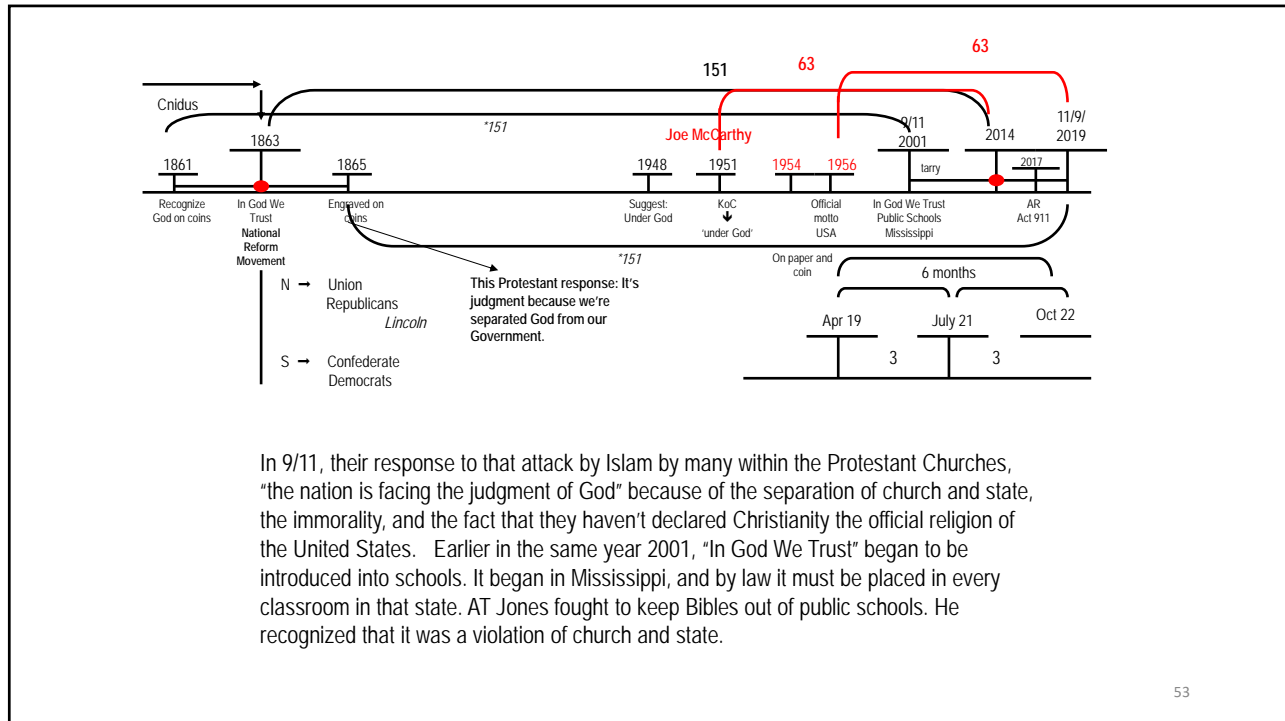 63
151
63
Cnidus
*151
Joe McCarthy
9/11
2001
2014
11/9/
2019
1863
1861
1865
1948
1951
1954
1956
tarry
2017
Recognize
God on coins
In God We
Trust
National
Reform
Movement
Engraved on
coins
Suggest:
Under God
KoC
🡻
‘under God’
Official
motto
USA
In God We Trust
Public Schools
Mississippi
AR
Act 911
*151
On paper and
coin
6 months
N → Union
Republicans
Lincoln
This Protestant response: It's
judgment because we're
separated God from our
Government.
Apr 19
July 21
Oct 22
3
3
S → Confederate
Democrats
In 9/11, their response to that attack by Islam by many within the Protestant Churches,
“the nation is facing the judgment of God” because of the separation of church and state,
the immorality, and the fact that they haven’t declared Christianity the official religion of
the United States. Earlier in the same year 2001, “In God We Trust” began to be
introduced into schools. It began in Mississippi, and by law it must be placed in every
classroom in that state. AT Jones fought to keep Bibles out of public schools. He
recognized that it was a violation of church and state.
53